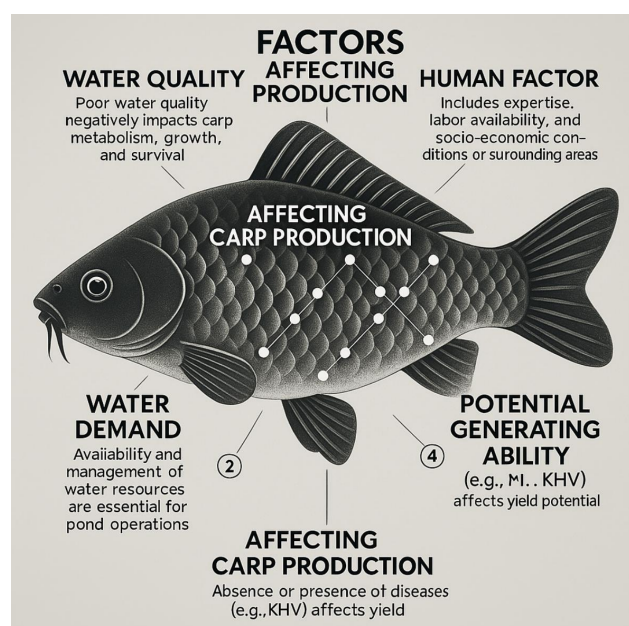 FACTORS
AFFECTING
PRODUCTION
WATER QUALITY
Poor water quality
negatively impacts carp
metabolism, growth,
and survival
HUMAN FACTOR
Includes expertise.
labor availability, and
socio-economic con-
ditions or surounding areas
AFFECTING
CARP PRODUCTION
WATER
DEMAND
Avaiiability and
management of
water resources
are essential for
pond operations
2
4
POTENTIAL
GENERATING
ABILITY
(e.g., MI.. KHV)
affects yield potential
AFFECTING
CARP PRODUCTION
Absence or presence of diseases
(e.g.,KHV) affects yield